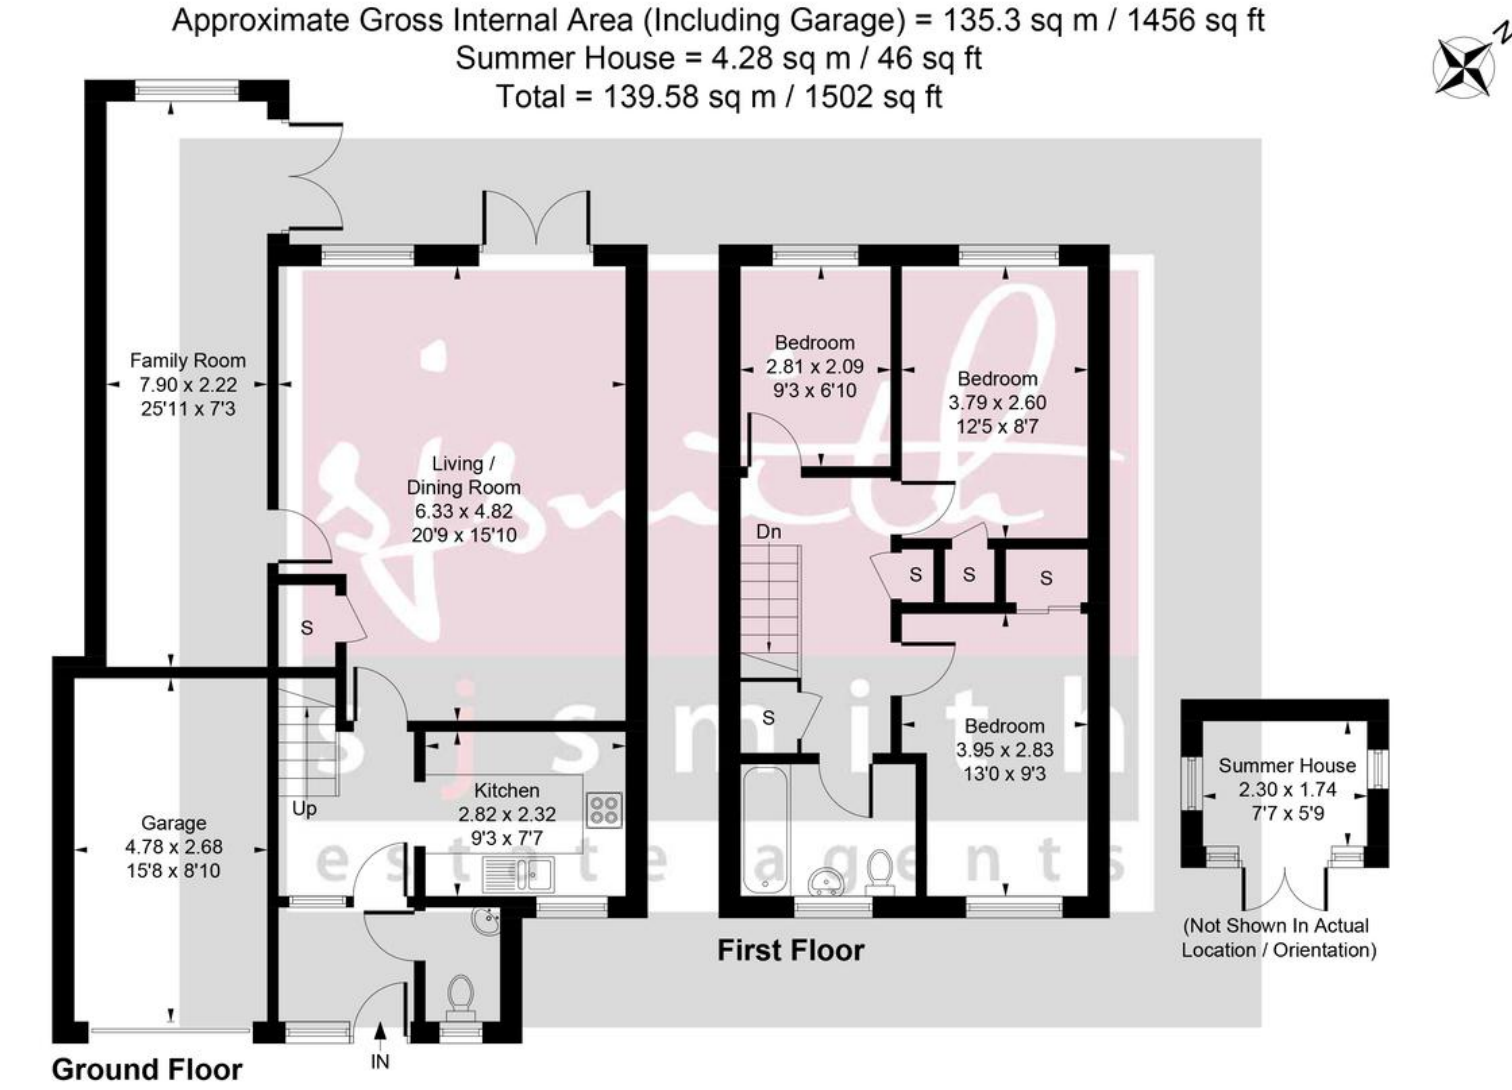 Approximate Gross Internal Area (Including Garage) = 135.3 sq m / 1456 sq ft
Summer House = 4.28 sq m / 46 sq ft
Total = 139.58 sq m / 1502 sq ft
N
Family Room
7.90 x 2.22
25'11 x 7'3
Living /
Dining Room
6.33 x 4.82
20'9 x 15'10
S
Up
Kitchen
2.82 x 2.32
9'3 x 7'7
Garage
4.78 x 2.68
15'8 x 8'10
IN
Ground Floor
Bedroom
2.81 x 2.09
9'3 x 6'10
Bedroom
3.79 x 2.60
12'5 x 8'7
Dn
S
S
S
S
Bedroom
3.95 x 2.83
13'0 x 9'3
First Floor
Summer House
2.30 x 1.74
7'7 x 5'9
(Not Shown In Actual
Location / Orientation)
sjsmith
s j smith
estate agents